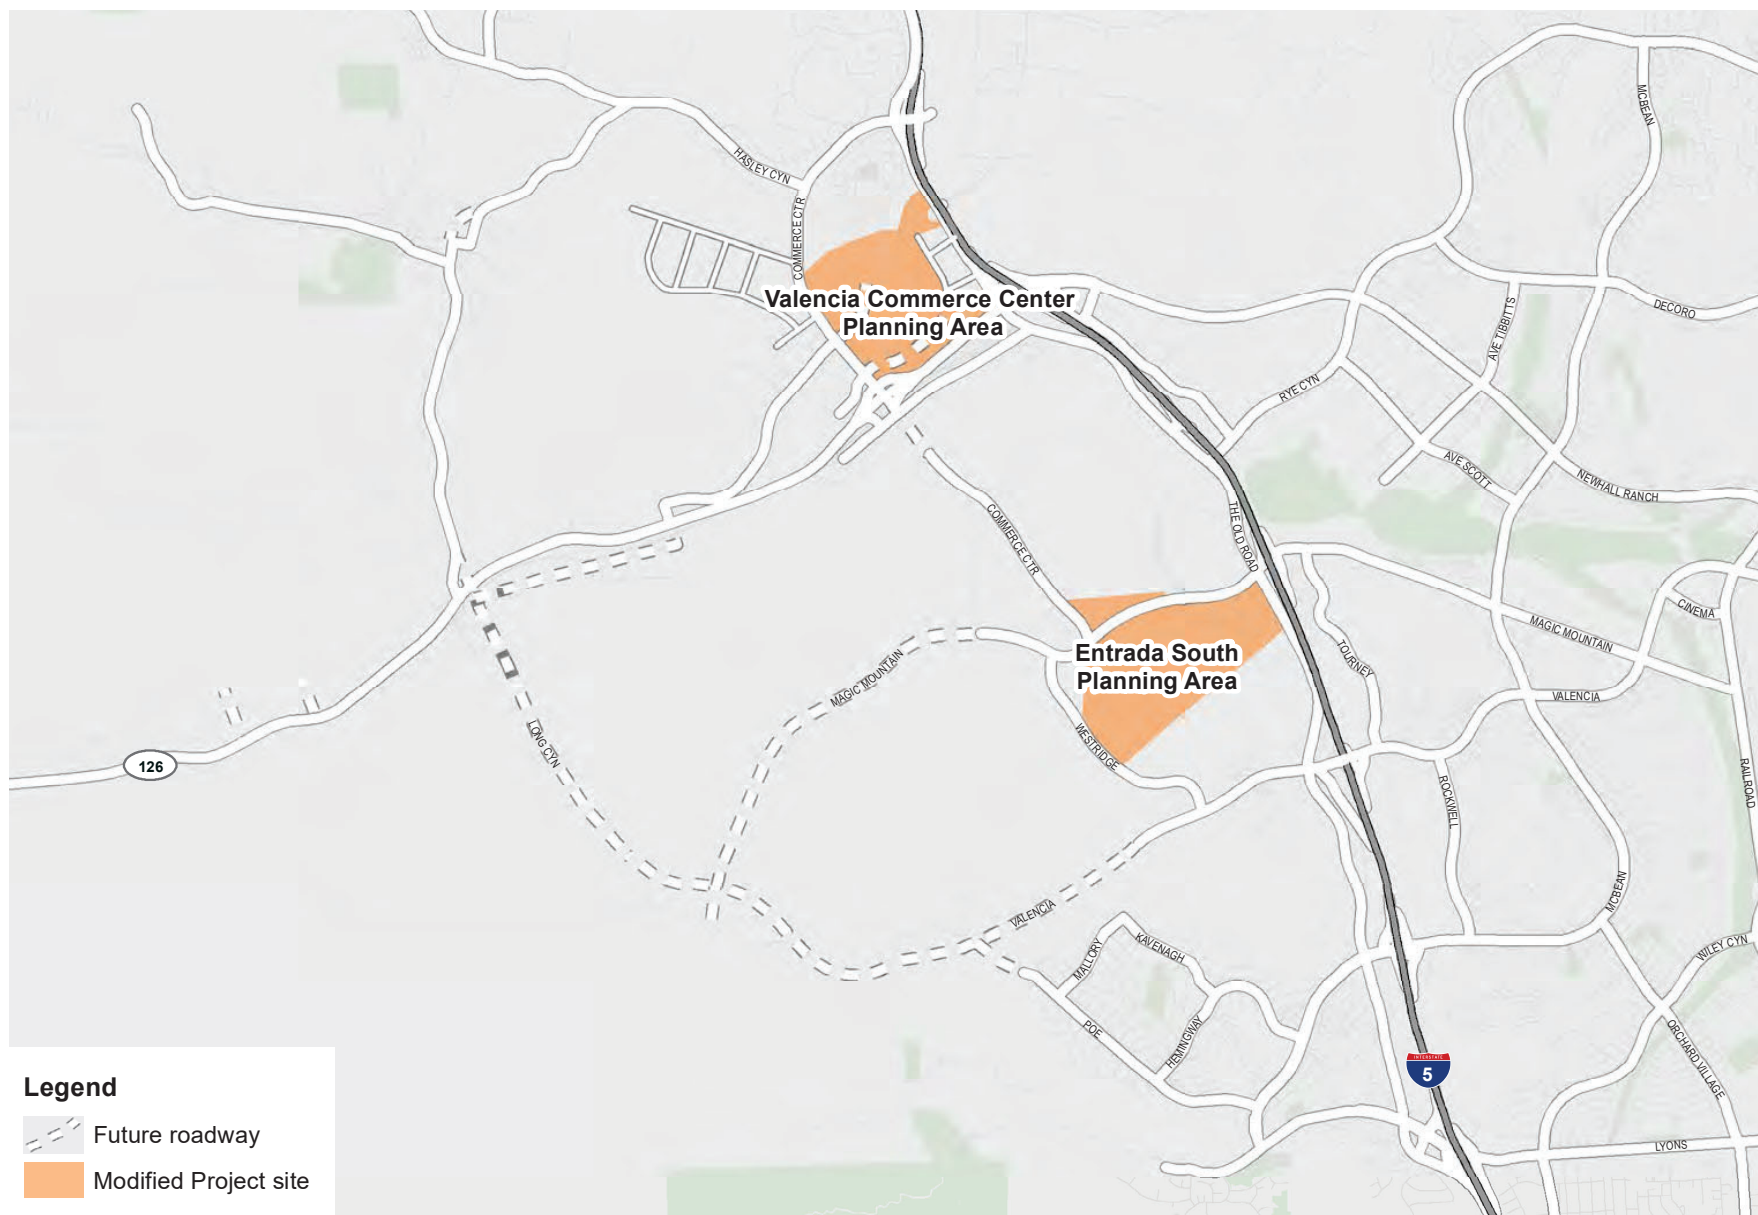 MCBEAN
HASLEY CYN
COMMERCE CTR
Valencia Commerce Center
Planning Area
DECORO
AVE TIBBITTS
RYE CYN
AVE SCOTT
NEWHALL RANCH
COMMERCE CTR
THE OLD ROAD
CINEMA
MAGIC MOUNTAIN
TOURNEY
Entrada South
Planning Area
MAGIC MOUNTAIN
VALENCIA
LONG CYN
WESTRIDGE
126
RAILROAD
ROCKWELL
MCBEAN
VALENCIA
KAVENAGH
MALLORY
WILEY CYN
POE
HEMINGWAY
ORCHARD VILLAGE
INTERSTATE
5
LYONS
Legend
Future roadway
Modified Project site